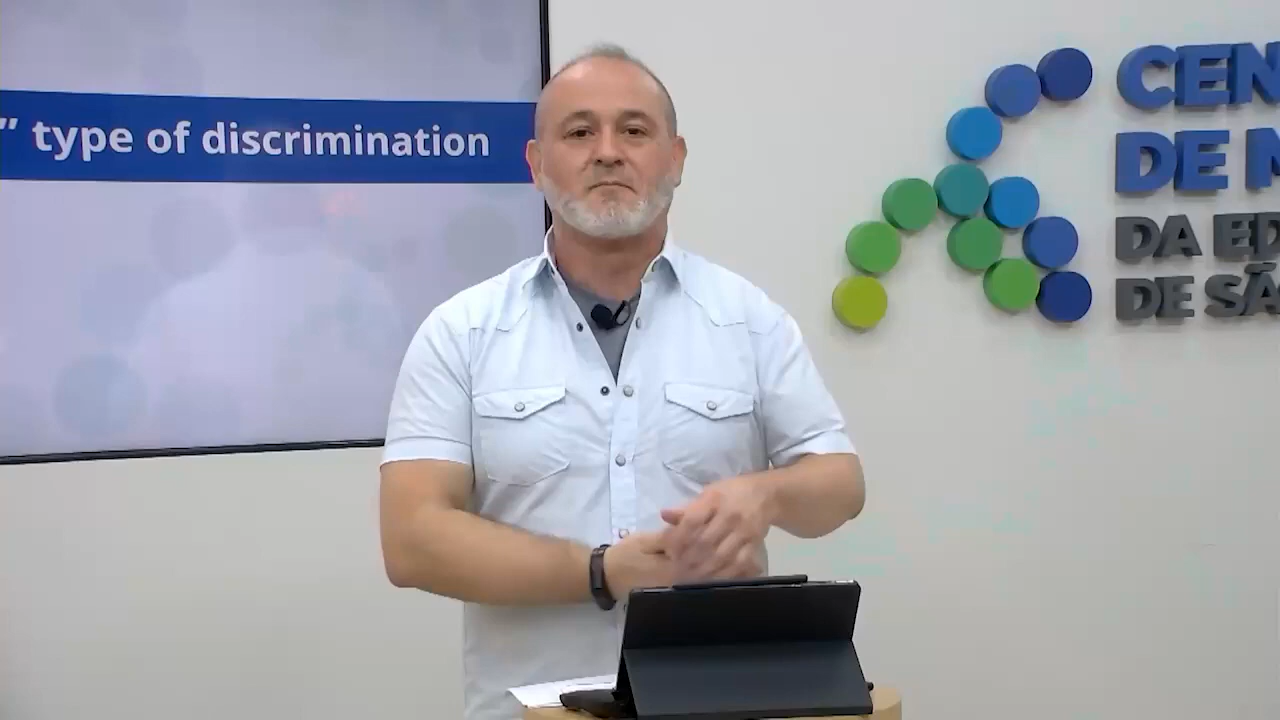 ” type of discrimination
CEN
DE M
DA ED
DE SÃ